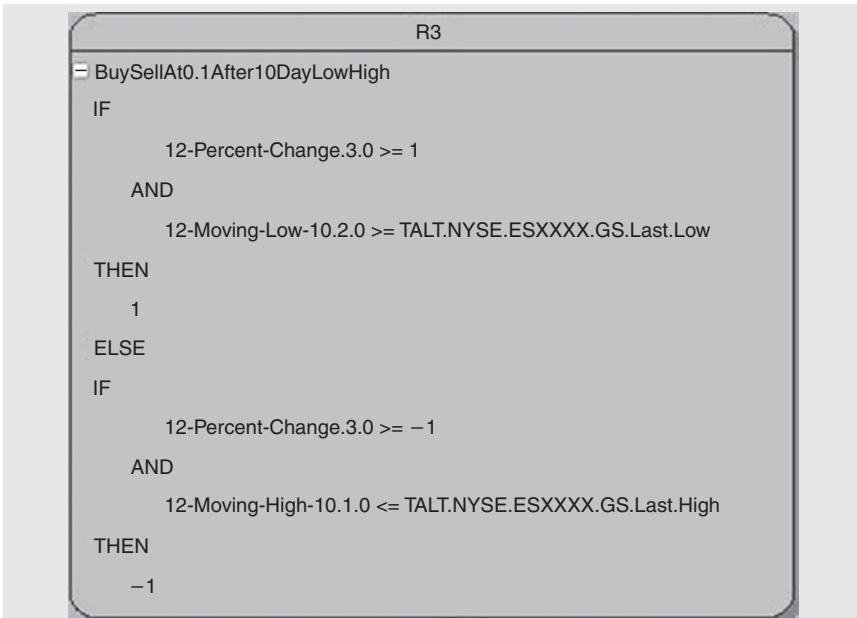 R3
BuySellAt0.1After10DayLowHigh
IF
12-Percent-Change.3.0 >= 1
AND
12-Moving-Low-10.2.0 >= TALT.NYSE.ESXXXX.GS.Last.Low
THEN
1
ELSE
IF
12-Percent-Change.3.0 >= −1
AND
12-Moving-High-10.1.0 <= TALT.NYSE.ESXXXX.GS.Last.High
THEN
−1